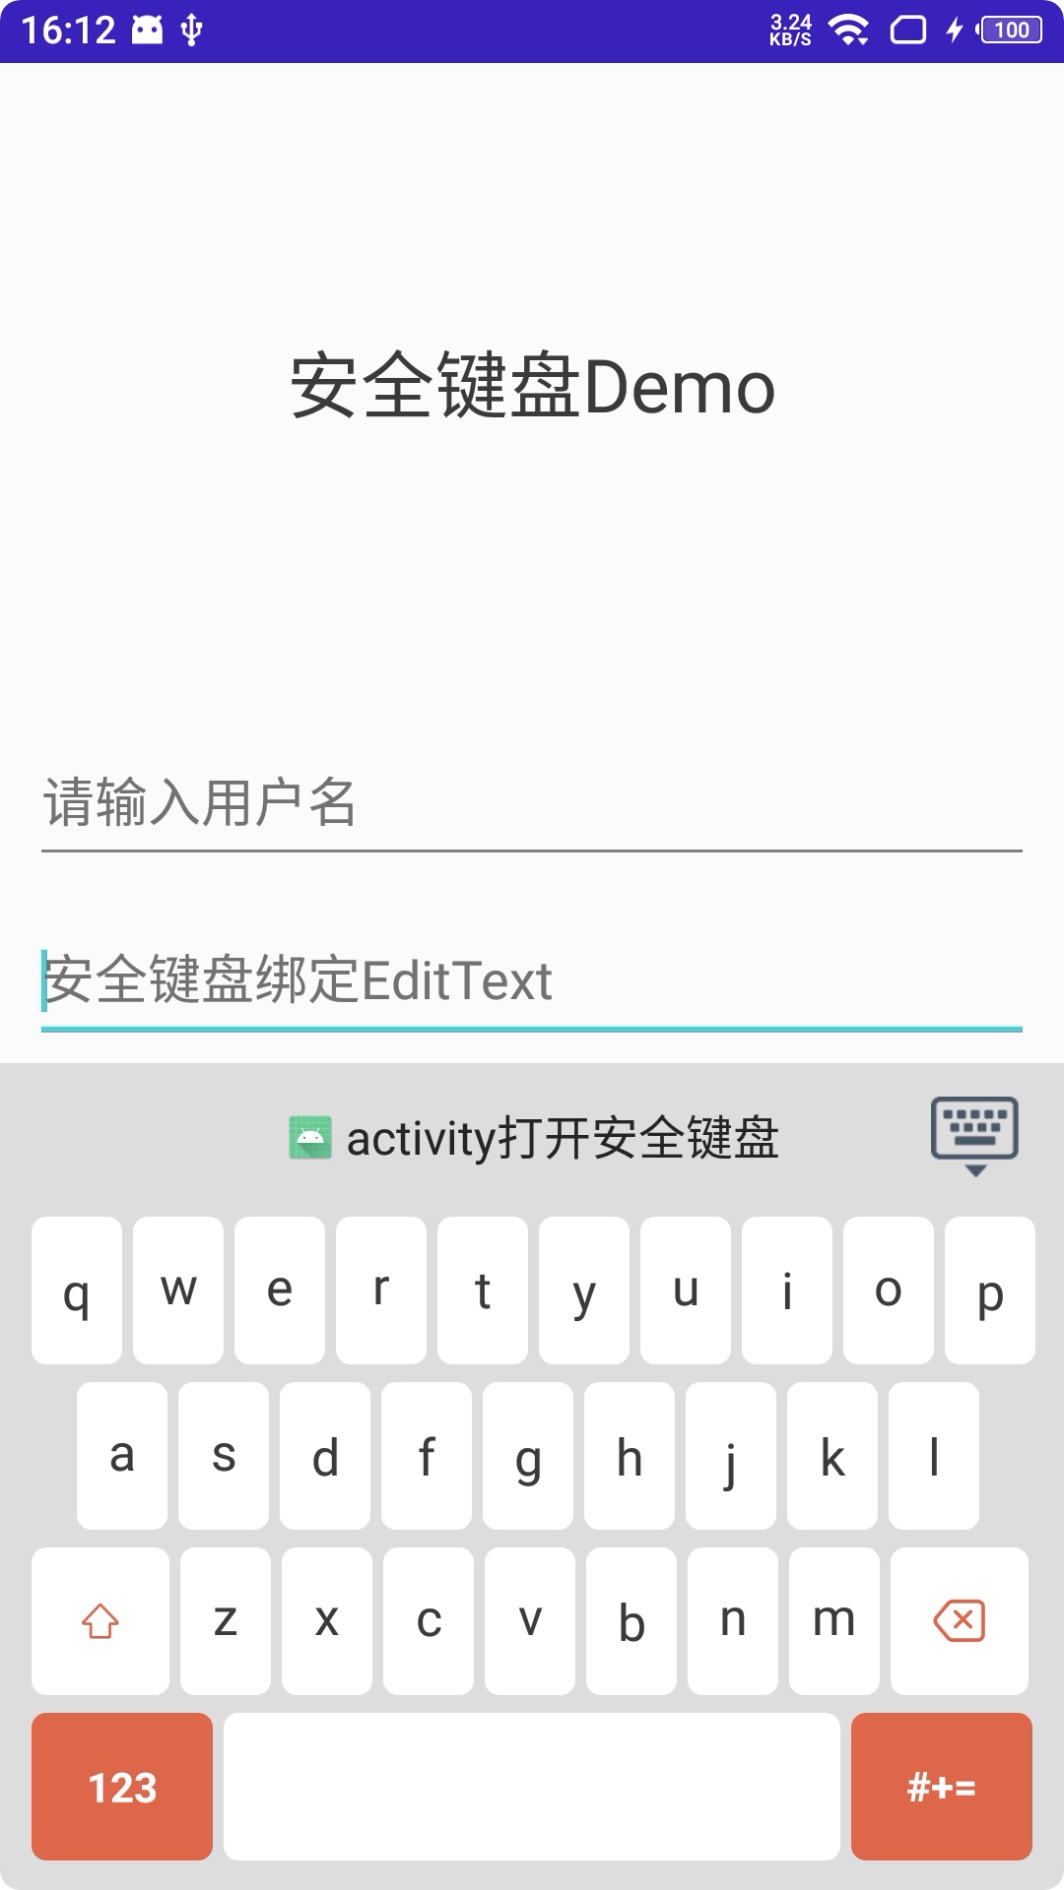 16:12 3.24 KB/S 100
安全键盘Demo
请输入用户名
安全键盘绑定EditText
activity打开安全键盘
q w e r t y u i o p
a s d f g h j k l
z x c v b n m
123 #+=